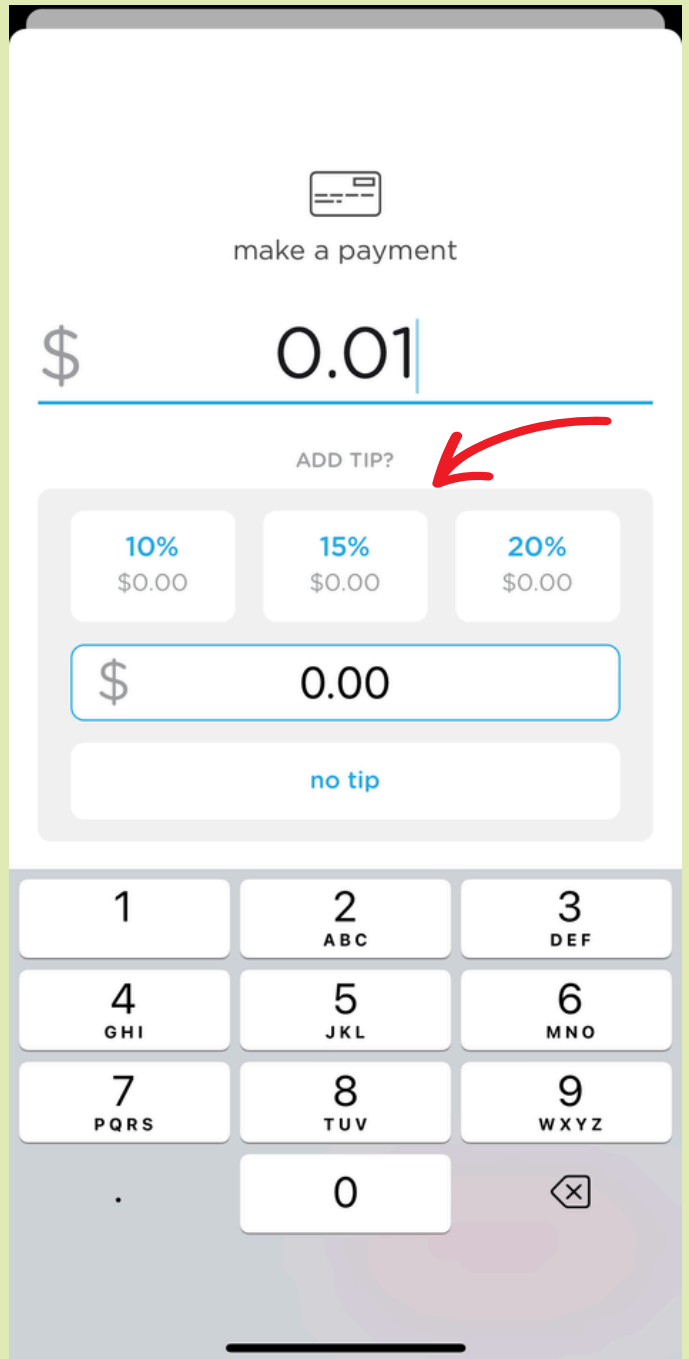 make a payment
$ 0.01
ADD TIP?
10% 15% 20%
$0.00 $0.00 $0.00
$ 0.00
no tip
1 2 3
ABC DEF
4 5 6
GHI JKL MNO
7 8 9
PQRS TUV WXYZ
. 0